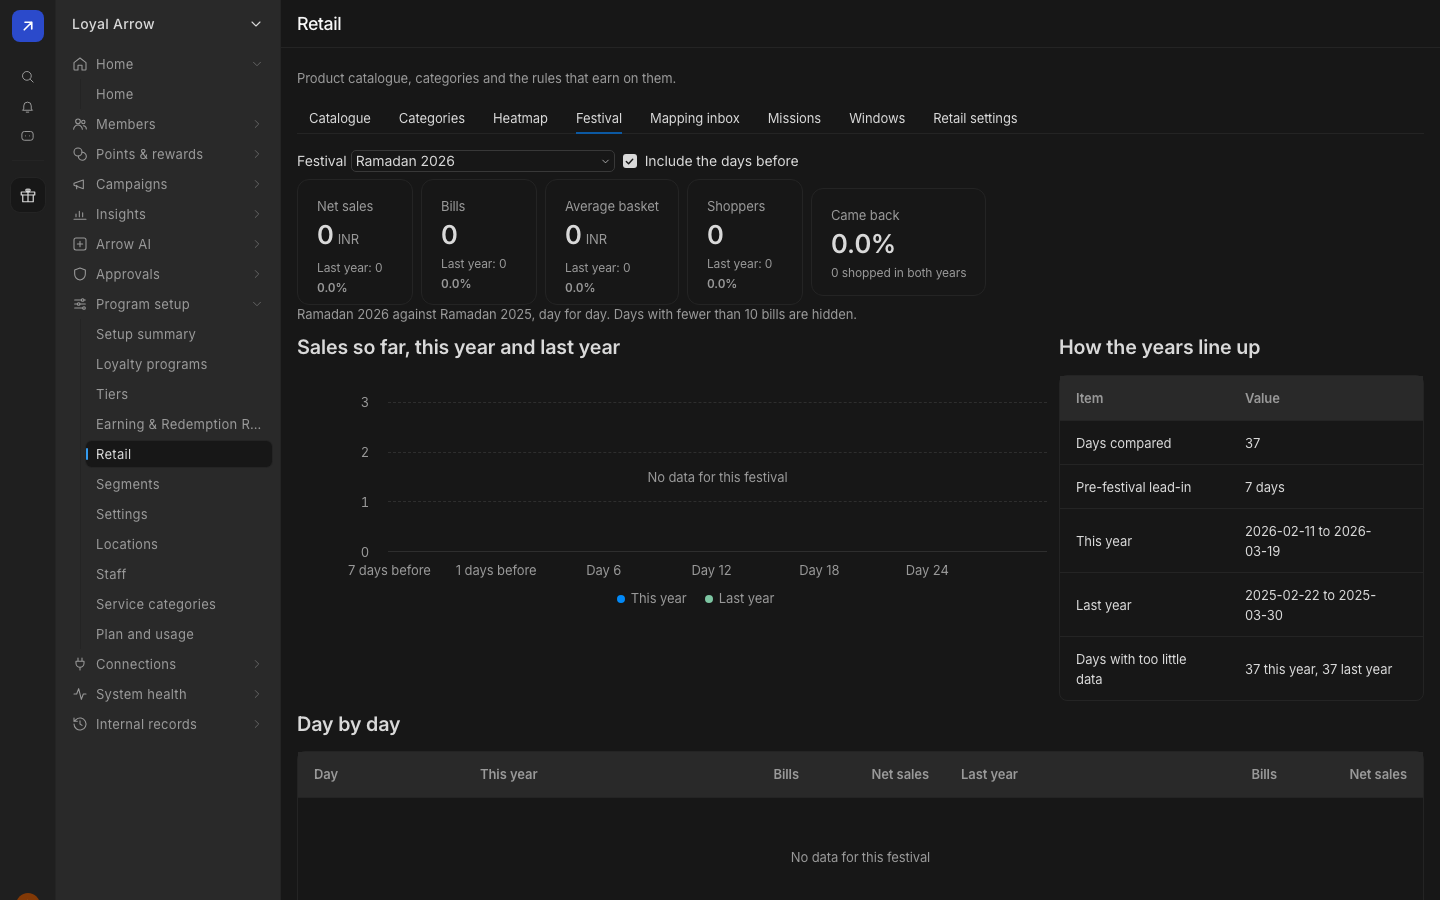 Loyal Arrow
Home
Home
Members
Points & rewards
Campaigns
Insights
Arrow AI
Approvals
Program setup
Setup summary
Loyalty programs
Tiers
Earning & Redemption R...
Retail
Segments
Settings
Locations
Staff
Service categories
Plan and usage
Connections
System health
Internal records
Retail
Product catalogue, categories and the rules that earn on them.
Catalogue Categories Heatmap Festival Mapping inbox Missions Windows Retail settings
Festival Ramadan 2026 Include the days before
Net sales
0 INR
Last year: 0
0.0%
Bills
0
Last year: 0
0.0%
Average basket
0 INR
Last year: 0
0.0%
Shoppers
0
Last year: 0
0.0%
Came back
0.0%
0 shopped in both years
Ramadan 2026 against Ramadan 2025, day for day. Days with fewer than 10 bills are hidden.
Sales so far, this year and last year
3
2
No data for this festival
1
0
7 days before 1 days before Day 6 Day 12 Day 18 Day 24
This year Last year
How the years line up
Item Value
Days compared 37
Pre-festival lead-in 7 days
This year 2026-02-11 to 2026-
03-19
Last year 2025-02-22 to 2025-
03-30
Days with too little
data 37 this year, 37 last year
Day by day
Day This year Bills Net sales Last year Bills Net sales
No data for this festival